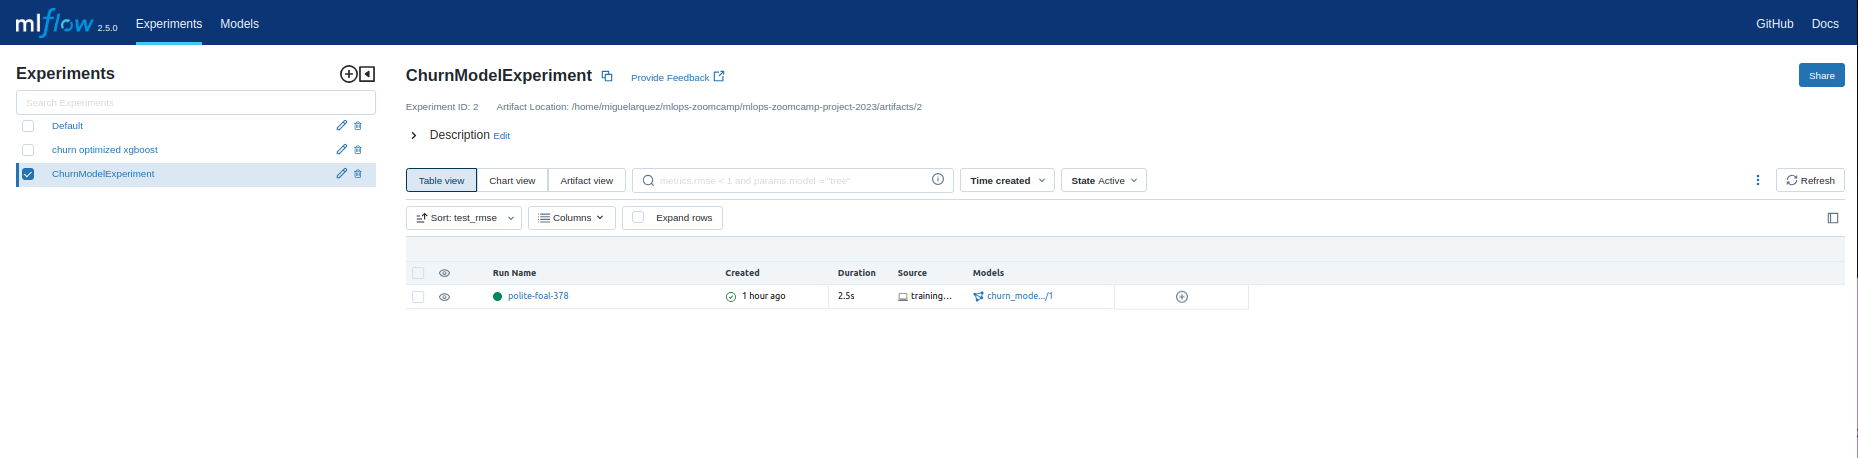 mlflow 2.5.0 Experiments Models GitHub Docs
Experiments
Search Experiments
Default
churn optimized xgboost
ChurnModelExperiment
ChurnModelExperiment Provide Feedback Share
Experiment ID: 2 Artifact Location: /home/miguelarquez/mlops-zoomcamp/mlops-zoomcamp-project-2023/artifacts/2
Description Edit
Table view Chart view Artifact view metrics.rmse < 1 and params.model = "tree" Time created State Active Refresh
Sort: test_rmse Columns Expand rows
Run Name Created Duration Source Models
polite-foal-378 1 hour ago 2.5s training... churn_mode.../1